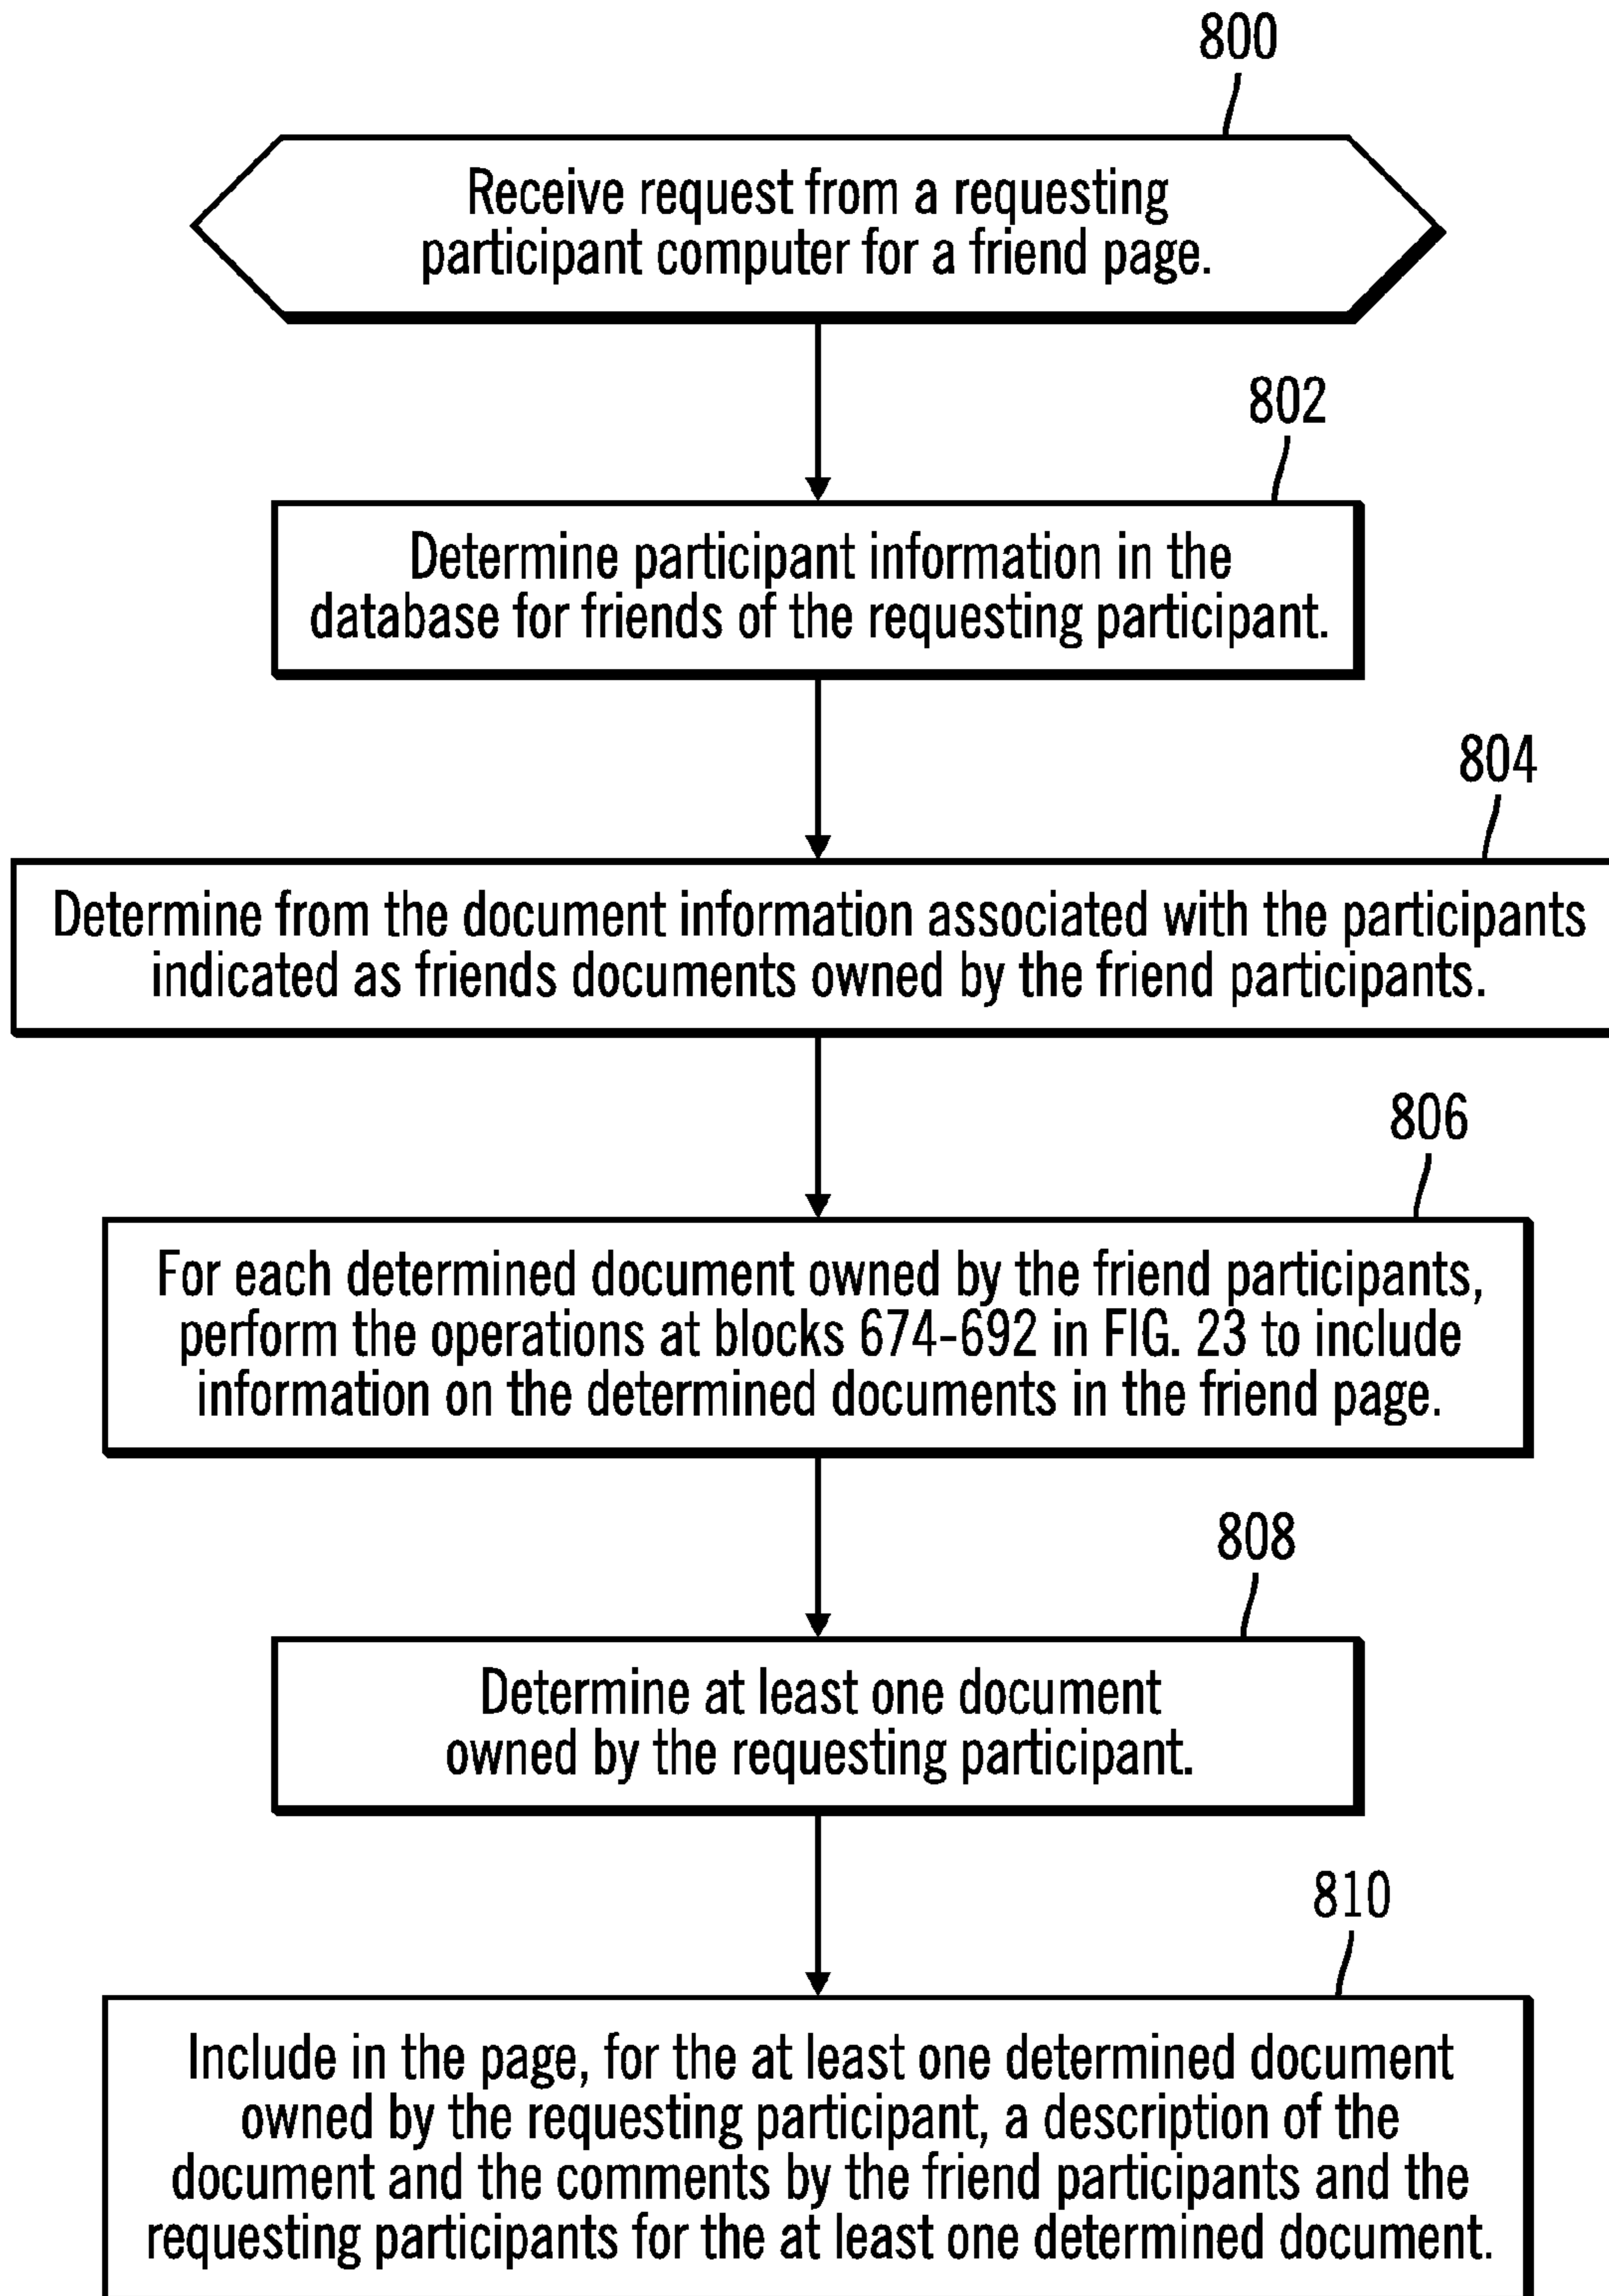 800
Receive request from a requesting
participant computer for a friend page.
802
Determine participant information in the
database for friends of the requesting participant.
804
Determine from the document information associated with the participants
indicated as friends documents owned by the friend participants.
806
For each determined document owned by the friend participants,
perform the operations at blocks 674-692 in FIG. 23 to include
information on the determined documents in the friend page.
808
Determine at least one document
owned by the requesting participant.
810
Include in the page, for the at least one determined document
owned by the requesting participant, a description of the
document and the comments by the friend participants and the
requesting participants for the at least one determined document.